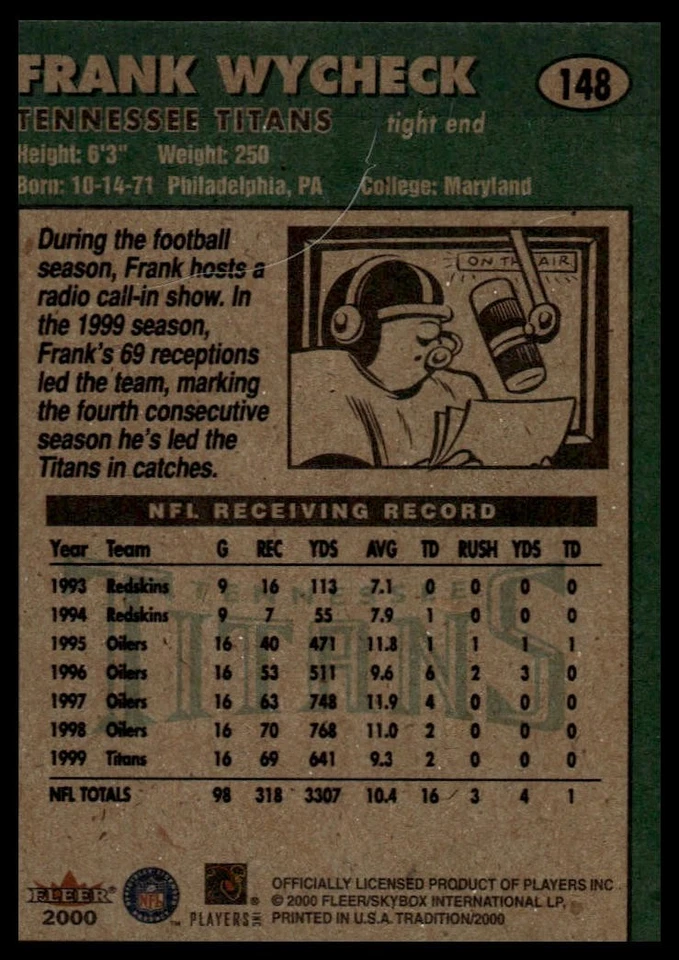 FRANK WYCHECK
148
TENNESSEE TITANS tight end
Height: 6'3" Weight: 250
Born: 10-14-71 Philadelphia, PA College: Maryland
During the football
season, Frank hosts a
radio call-in show. In
the 1999 season,
Frank's 69 receptions
led the team, marking
the fourth consecutive
season he's led the
Titans in catches.
ON THE AIR
NFL RECEIVING RECORD
Year Team G REC YDS AVG TD RUSH YDS TD
1993 Redskins 9 16 113 7.1 0 0 0 0
1994 Redskins 9 7 55 7.9 1 0 0 0
1995 Oilers 16 40 471 11.8 1 1 1 1
1996 Oilers 16 53 511 9.6 6 2 3 0
1997 Oilers 16 63 748 11.9 4 0 0 0
1998 Oilers 16 70 768 11.0 2 0 0 0
1999 Titans 16 69 641 9.3 2 0 0 0
NFL TOTALS 98 318 3307 10.4 16 3 4 1
TENNESSEE
TITANS
FLEER
2000
NFL
PLAYERS INC
OFFICIALLY LICENSED PRODUCT OF PLAYERS INC
© 2000 FLEER/SKYBOX INTERNATIONAL LP,
PRINTED IN U.S.A. TRADITION/2000